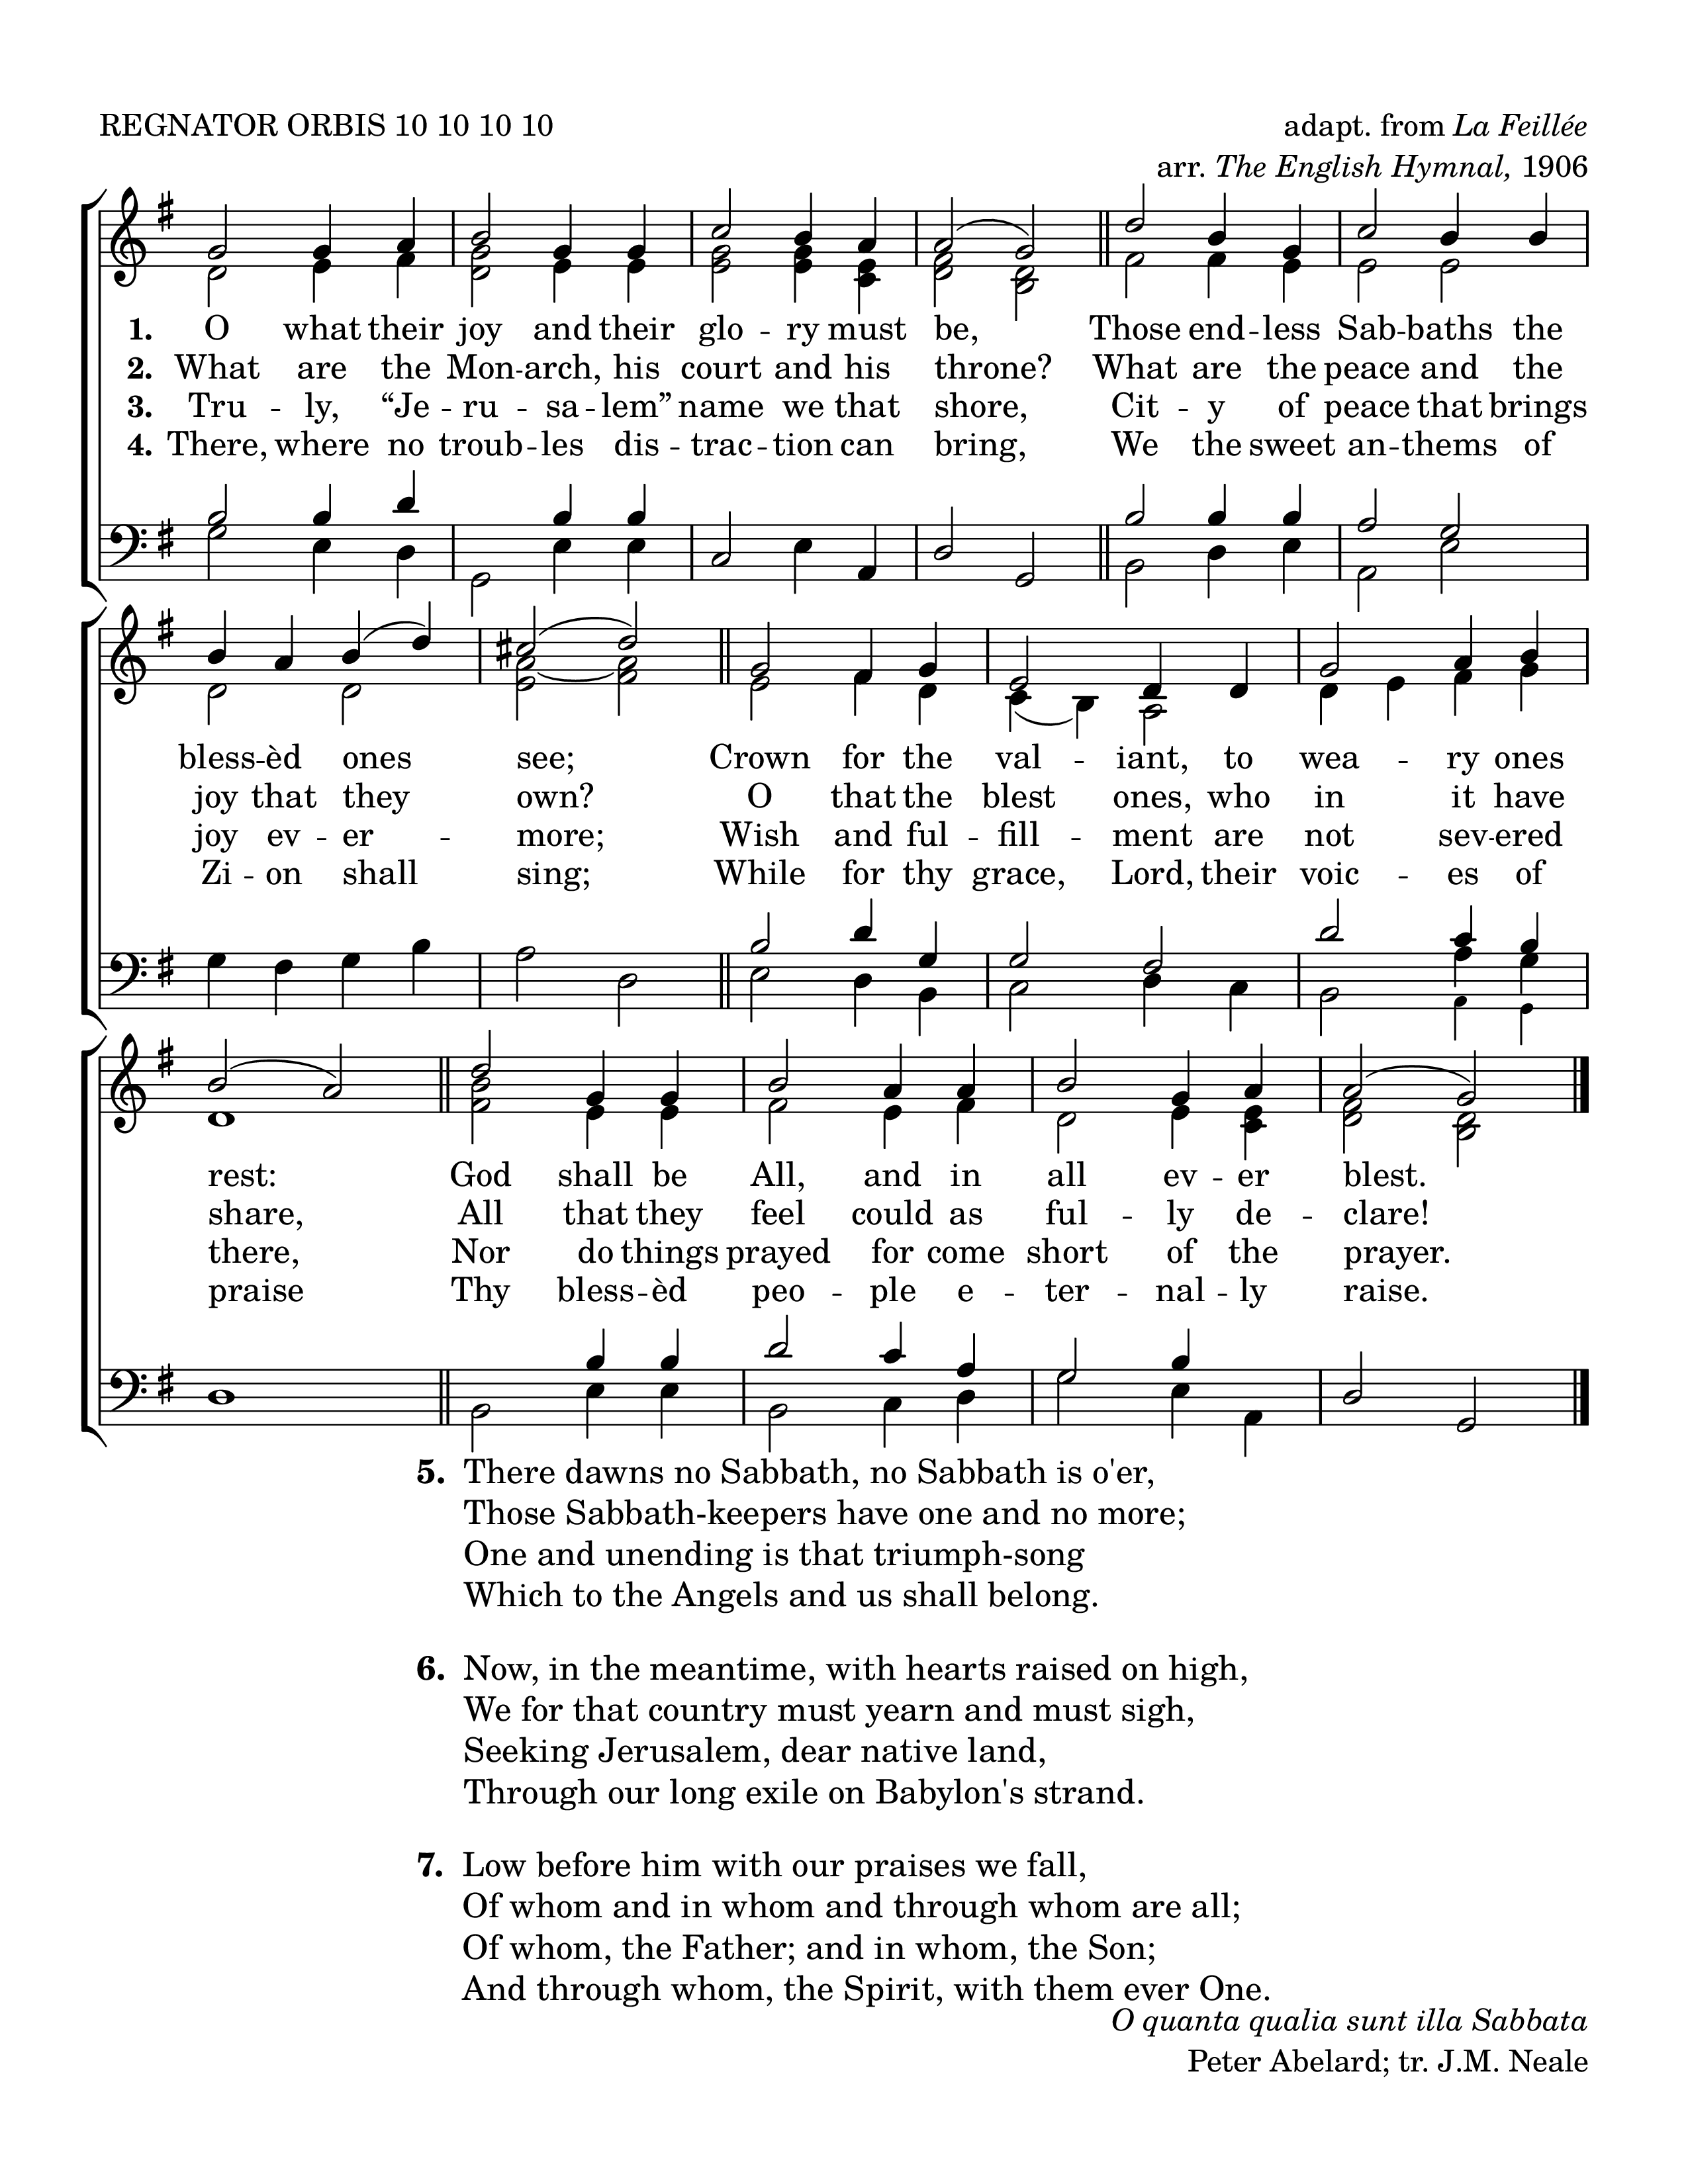 REGNATOR ORBIS 10 10 10 10
adapt. from La Feillée
arr. The English Hymnal, 1906
1. O what their joy and their glo -- ry must be, Those end -- less Sab -- baths the
2. What are the Mon -- arch, his court and his throne? What are the peace and the
3. Tru -- ly, “Je -- ru -- sa -- lem” name we that shore, Cit -- y of peace that brings
4. There, where no troub -- les dis -- trac -- tion can bring, We the sweet an -- thems of
bless -- èd ones see; Crown for the val -- iant, to wea -- ry ones
joy that they own? O that the blest ones, who in it have
joy ev -- er -- more; Wish and ful -- fill -- ment are not sev -- ered
Zi -- on shall sing; While for thy grace, Lord, their voic -- es of
rest: God shall be All, and in all ev -- er blest.
share, All that they feel could as ful -- ly de -- clare!
there, Nor do things prayed for come short of the prayer.
praise Thy bless -- èd peo -- ple e -- ter -- nal -- ly raise.
5. There dawns no Sabbath, no Sabbath is o'er,
Those Sabbath-keepers have one and no more;
One and unending is that triumph-song
Which to the Angels and us shall belong.
6. Now, in the meantime, with hearts raised on high,
We for that country must yearn and must sigh,
Seeking Jerusalem, dear native land,
Through our long exile on Babylon's strand.
7. Low before him with our praises we fall,
Of whom and in whom and through whom are all;
Of whom, the Father; and in whom, the Son;
And through whom, the Spirit, with them ever One.
O quanta qualia sunt illa Sabbata
Peter Abelard; tr. J.M. Neale